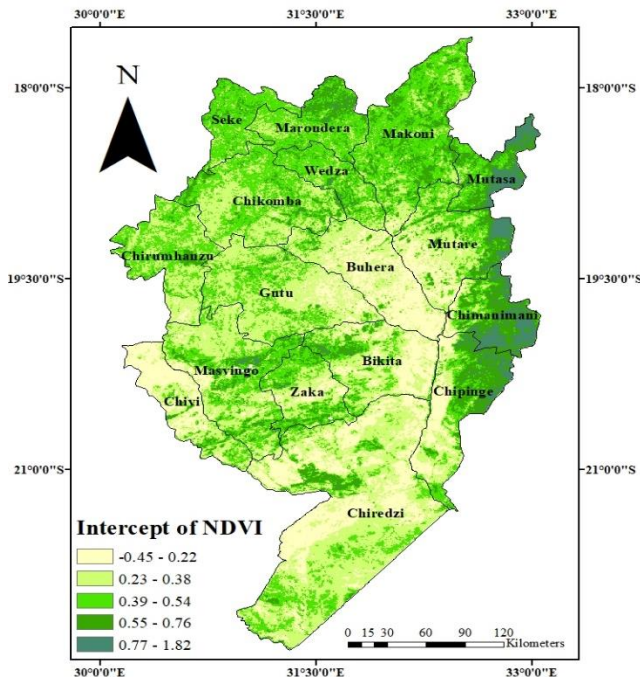 30°0'0"E 31°30'0"E 33°0'0"E
N
18°0'0"S 18°0'0"S
Seke
Marondera
Makoni
Wedza
Mutasa
Chikomba
Mutare
Chirumhanzu
Buhera
19°30'0"S 19°30'0"S
Gutu
Chimanimani
Bikita
Masvingo
Zaka
Chipinge
Chivi
21°0'0"S 21°0'0"S
Chiredzi
Intercept of NDVI
-0.45 - 0.22
0.23 - 0.38
0.39 - 0.54
0.55 - 0.76
0.77 - 1.82
0 15 30 60 90 120
Kilometers
30°0'0"E 31°30'0"E 33°0'0"E